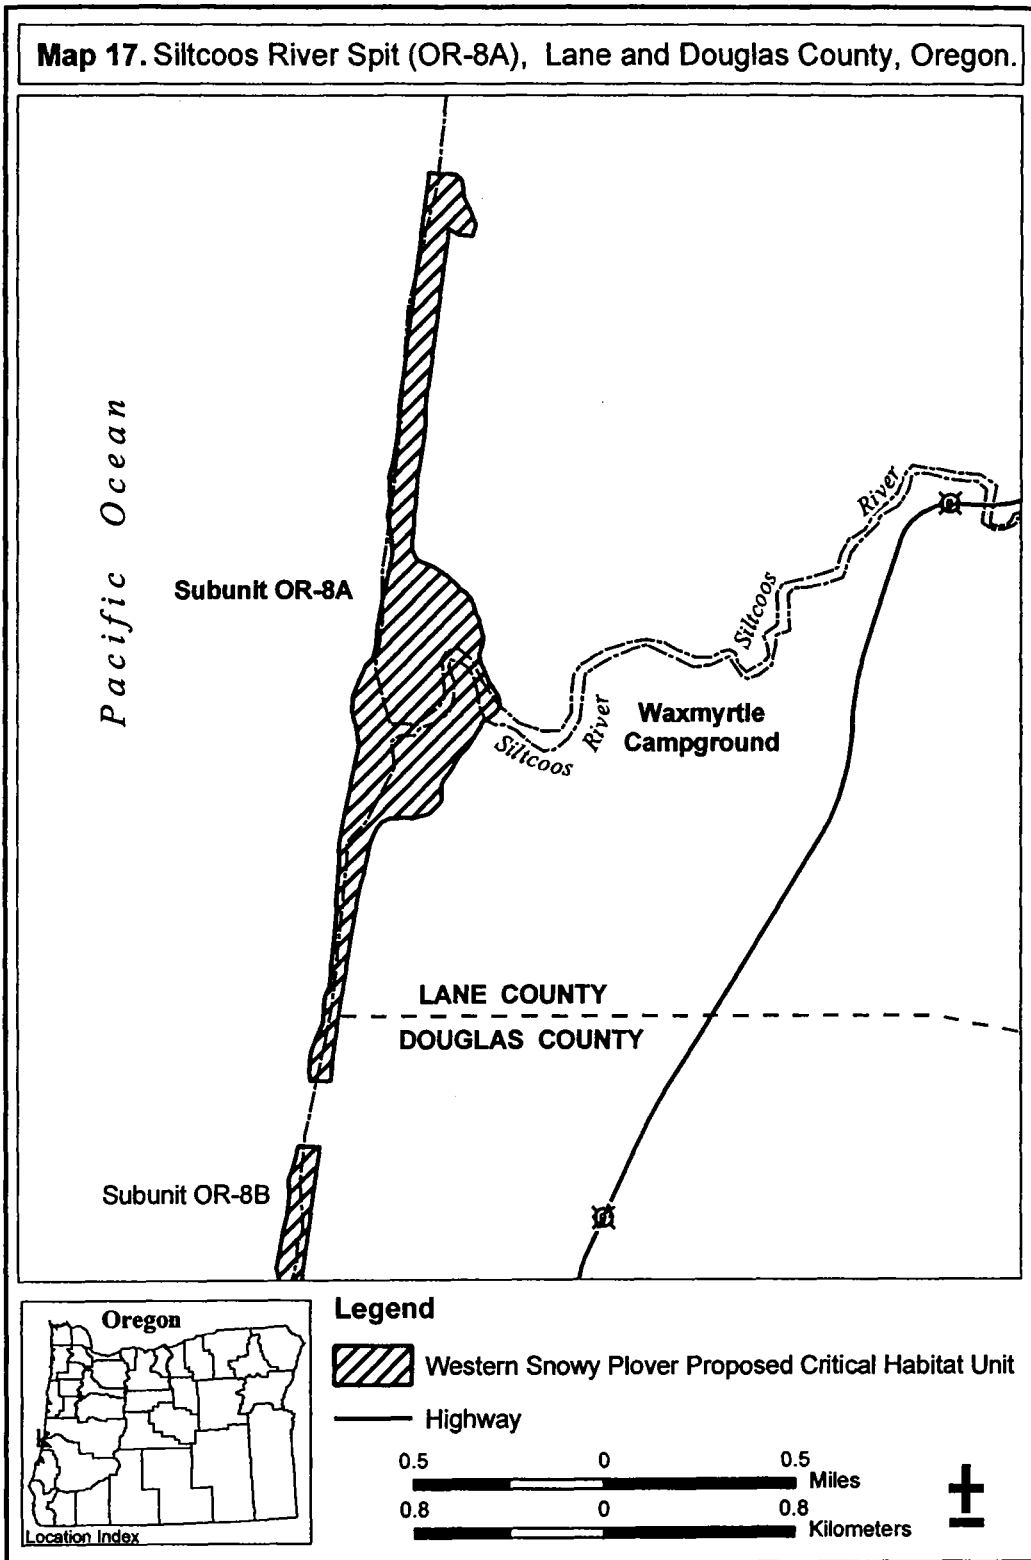 Map 17. Siltcoos River Spit (OR-8A), Lane and Douglas County, Oregon.
Pacific Ocean
River
Subunit OR-8A
Siltcoos
River
Siltcoos
Waxmyrtle
Campground
LANE COUNTY
DOUGLAS COUNTY
Subunit OR-8B
Oregon
Location Index
Legend
Western Snowy Plover Proposed Critical Habitat Unit
Highway
0.5 0 0.5
Miles
0.8 0 0.8
Kilometers